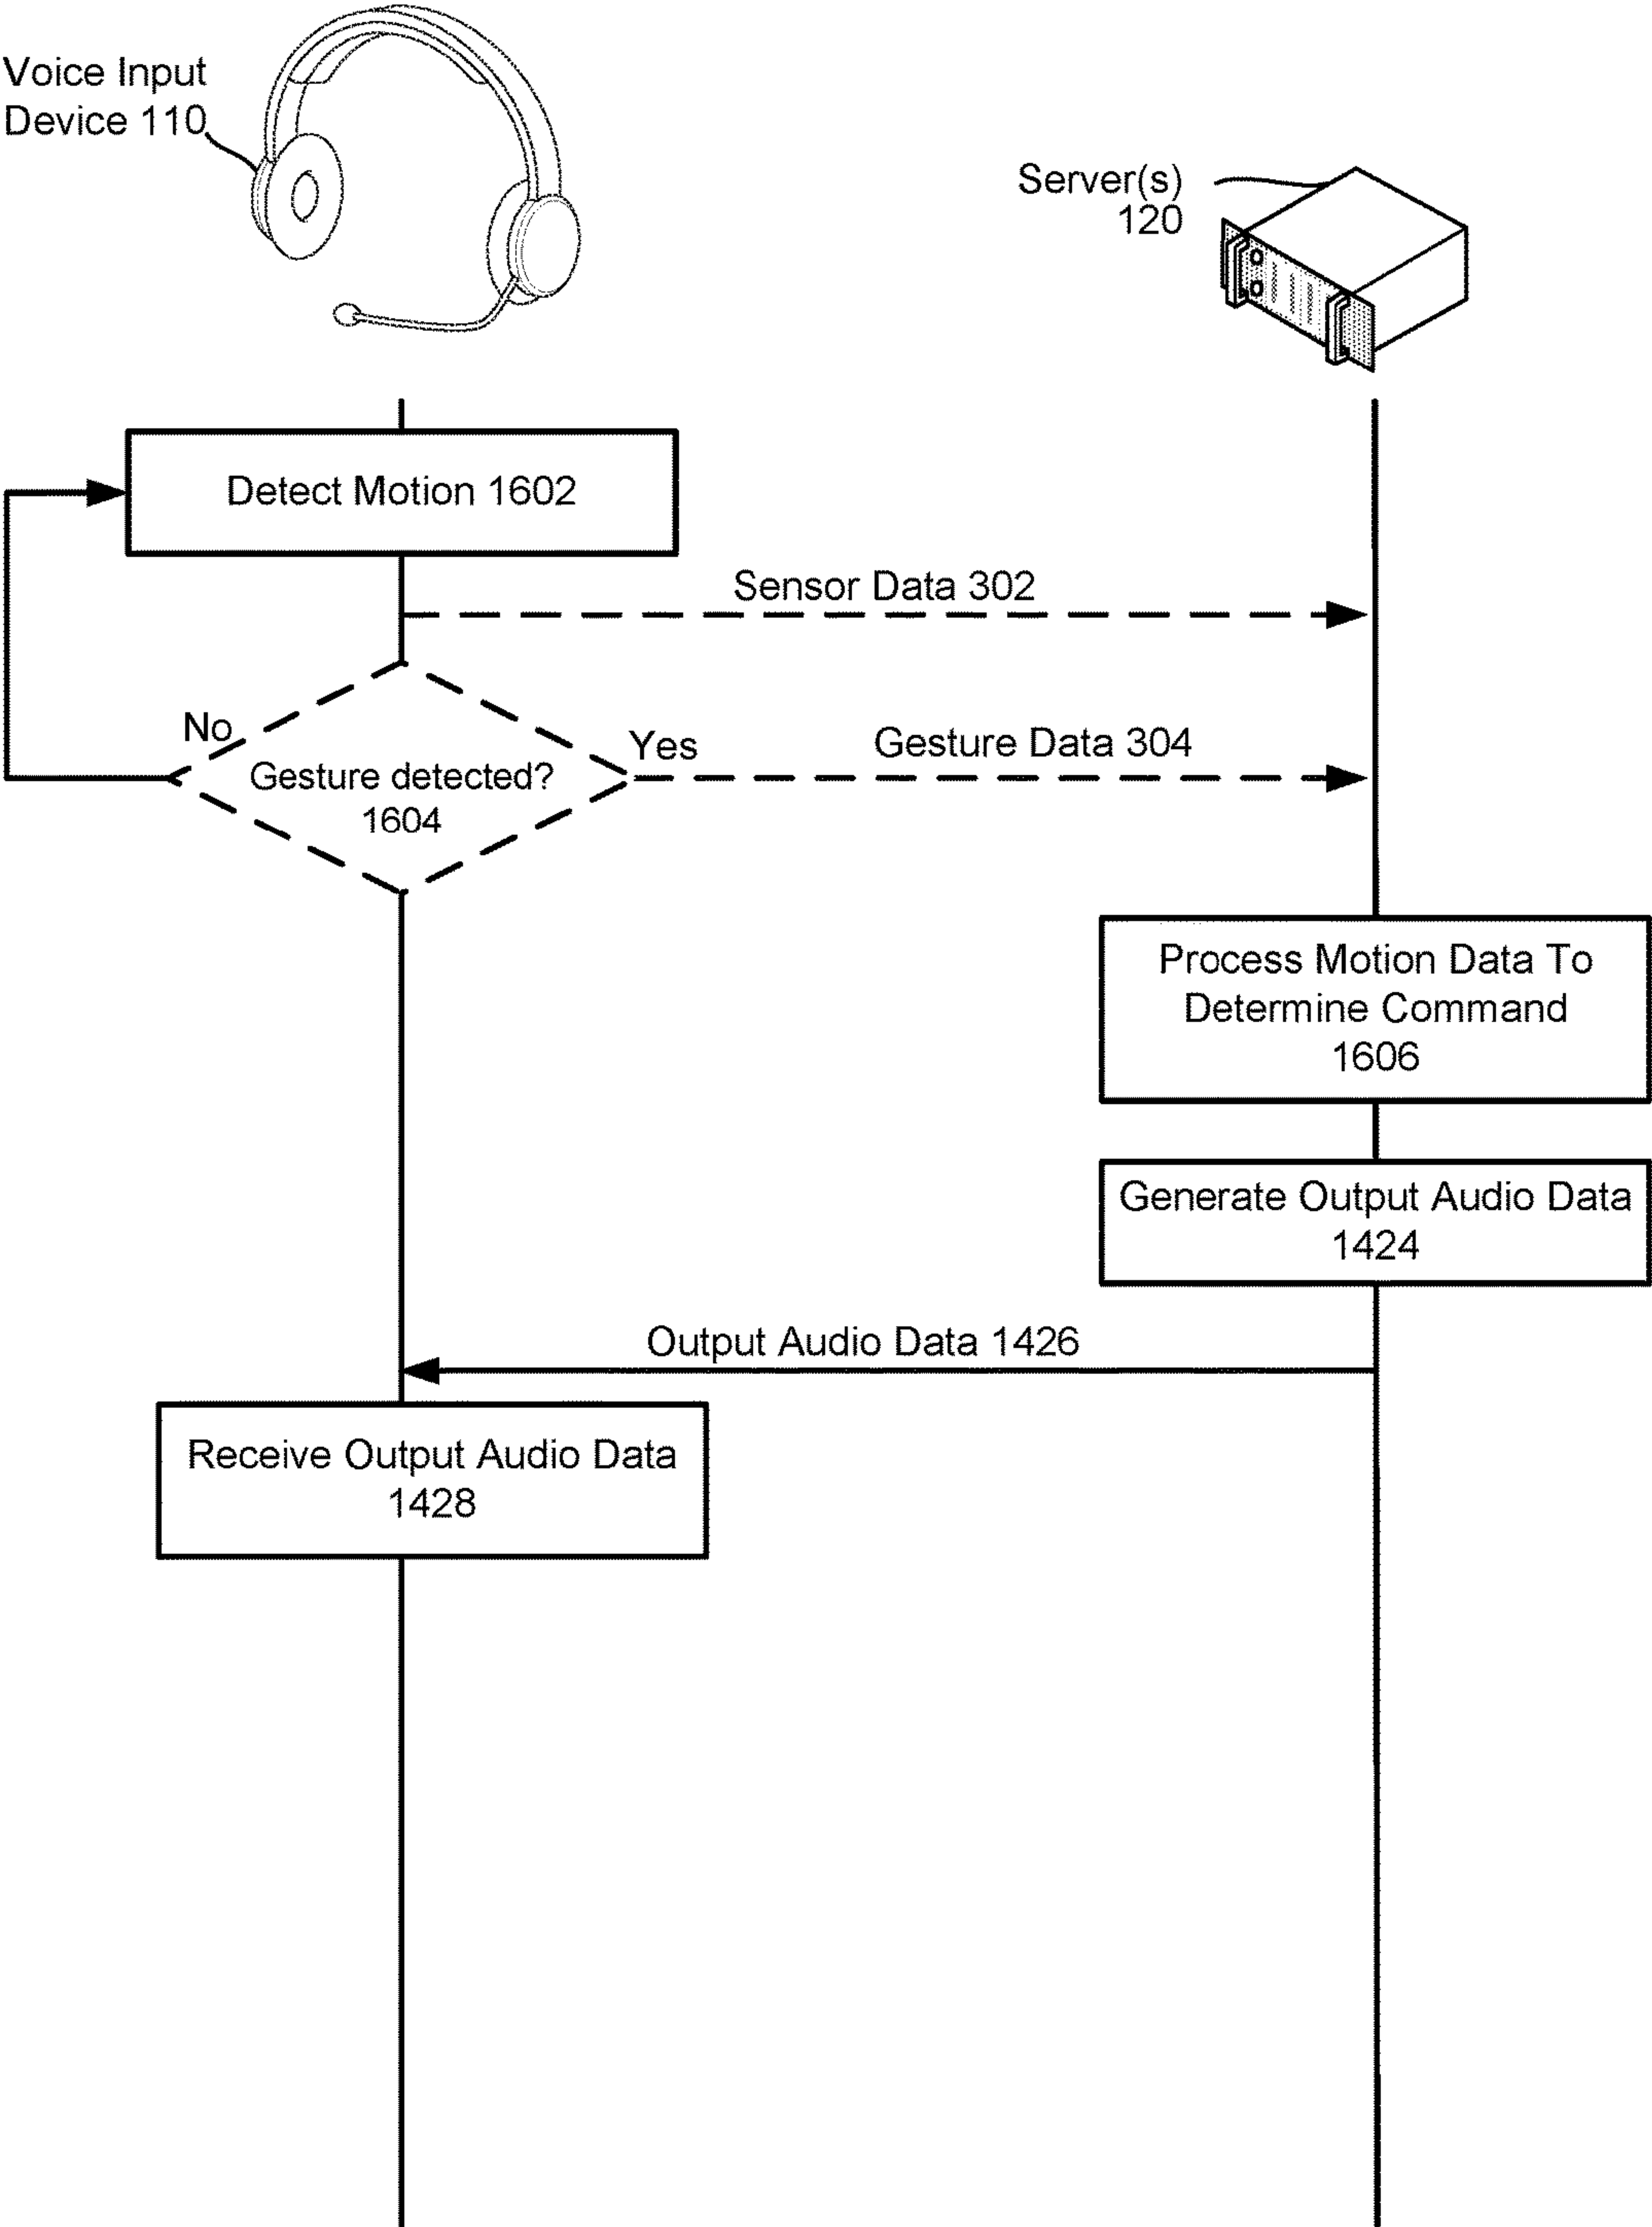 Voice Input
Device 110
Server(s)
120
Detect Motion 1602
Sensor Data 302
No
Yes
Gesture Data 304
Gesture detected?
1604
Process Motion Data To
Determine Command
1606
Generate Output Audio Data
1424
Output Audio Data 1426
Receive Output Audio Data
1428